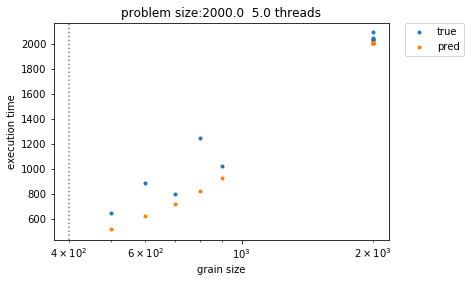 problem size:2000.0  5.0 threads
true
pred
execution time
2000
1800
1600
1400
1200
1000
800
600
4 × 10²
6 × 10²
10³
2 × 10³
grain size